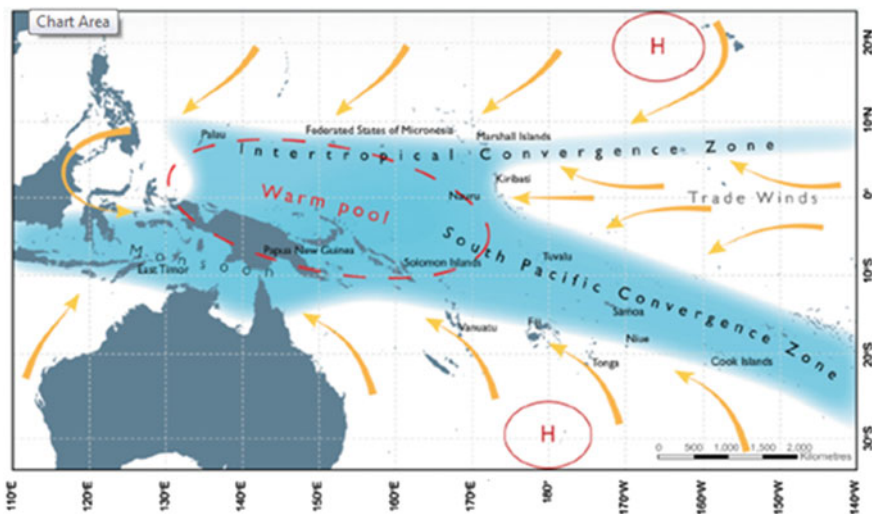 Chart Area
H
20°N
Palau
Federated States of Micronesia
Marshall Islands
10°N
Intertropical Convergence Zone
Kiribati
Warm pool
Nauru
Trade Winds
0°
Monsoon
Papua New Guinea
Solomon Islands
East Timor
Tuvalu
South Pacific Convergence Zone
10°S
Samoa
Vanuatu
Fiji
Niue
Tonga
Cook Islands
20°S
H
30°S
0 500 1,000 1,500 2,000
Kilometres
110°E 120°E 130°E 140°E 150°E 160°E 170°E 180° 170°W 160°W 150°W 140°W